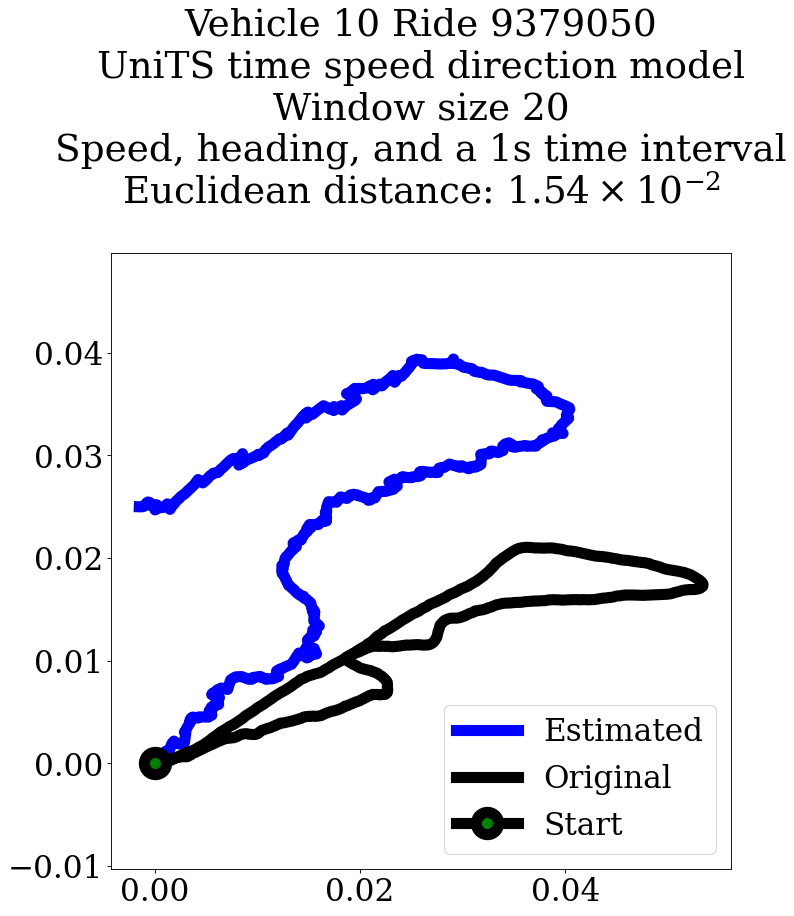 Vehicle 10 Ride 9379050
UniTS time speed direction model
Window size 20
Speed, heading, and a 1s time interval
Euclidean distance: 1.54 × 10⁻²
0.04
0.03
0.02
0.01
0.00
−0.01
0.00 0.02 0.04
Estimated
Original
Start